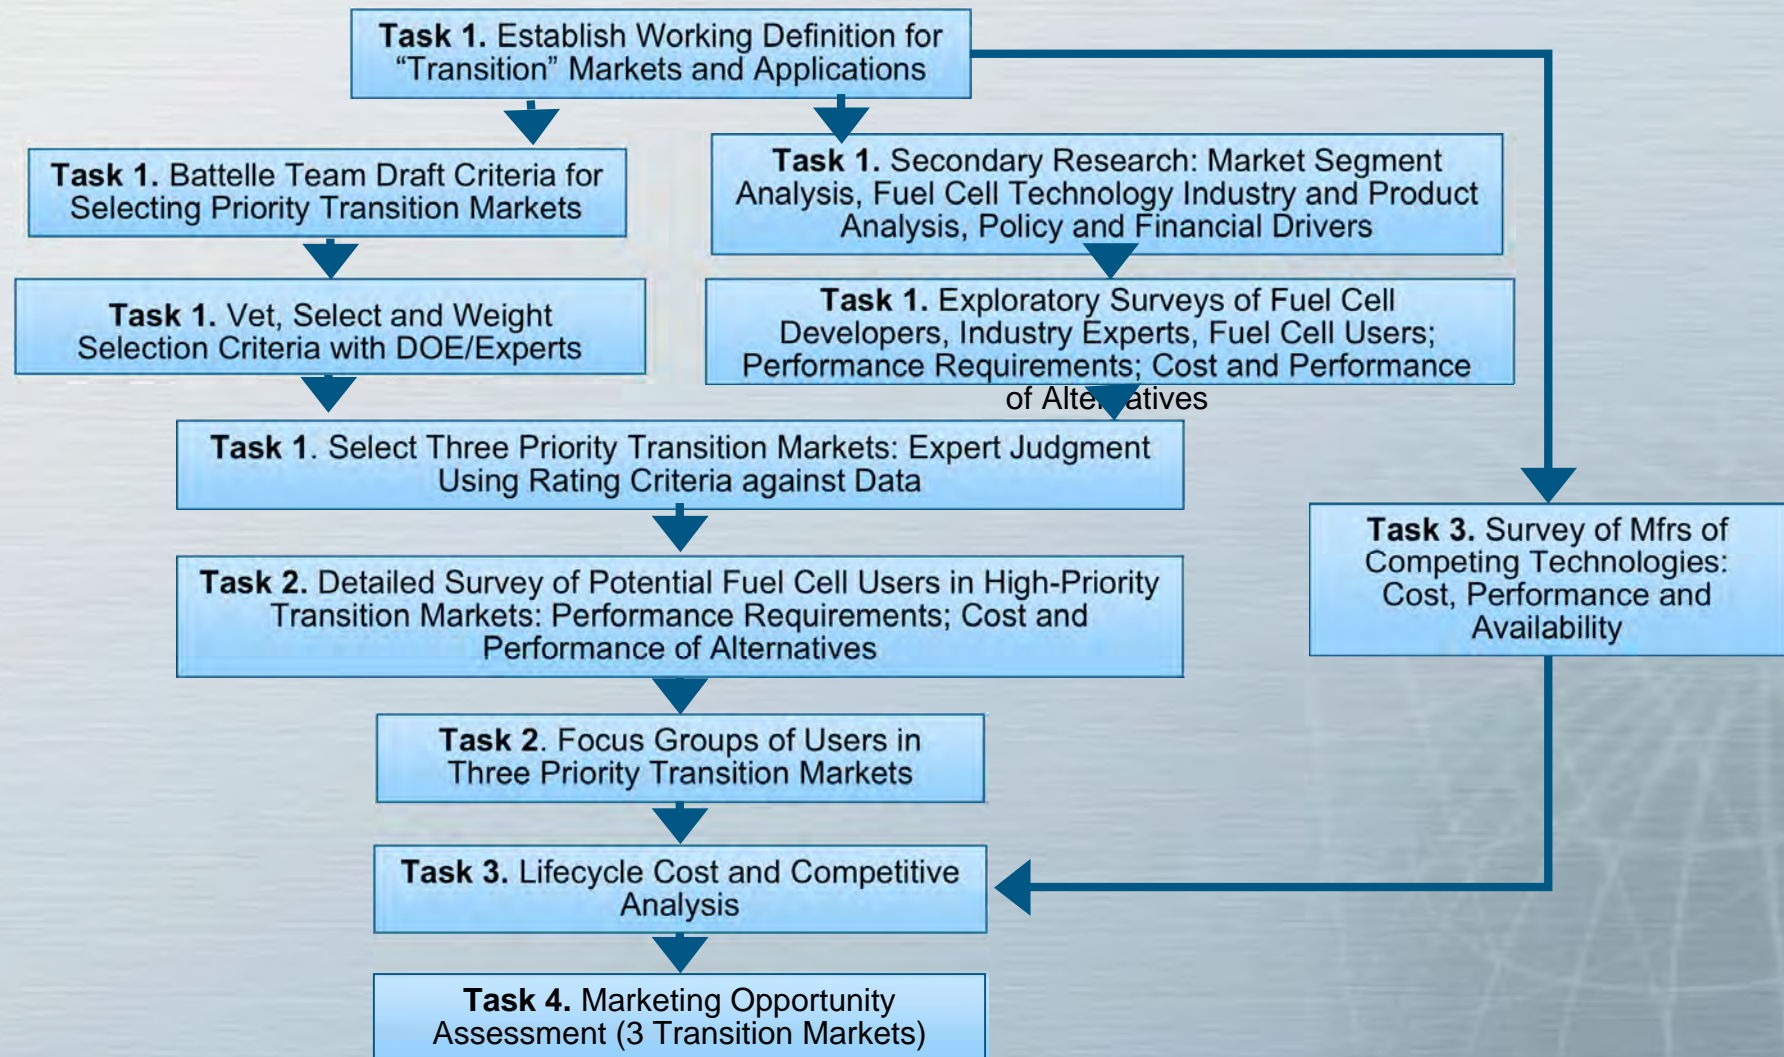 Task 1. Establish Working Definition for
“Transition” Markets and Applications
Task 1. Battelle Team Draft Criteria for
Selecting Priority Transition Markets
Task 1. Secondary Research: Market Segment
Analysis, Fuel Cell Technology Industry and Product
Analysis, Policy and Financial Drivers
Task 1. Vet, Select and Weight
Selection Criteria with DOE/Experts
Task 1. Exploratory Surveys of Fuel Cell
Developers, Industry Experts, Fuel Cell Users;
Performance Requirements; Cost and Performance
of Alternatives
Task 1. Select Three Priority Transition Markets: Expert Judgment
Using Rating Criteria against Data
Task 3. Survey of Mfrs of
Competing Technologies:
Cost, Performance and
Availability
Task 2. Detailed Survey of Potential Fuel Cell Users in High-Priority
Transition Markets: Performance Requirements; Cost and
Performance of Alternatives
Task 2. Focus Groups of Users in
Three Priority Transition Markets
Task 3. Lifecycle Cost and Competitive
Analysis
Task 4. Marketing Opportunity
Assessment (3 Transition Markets)